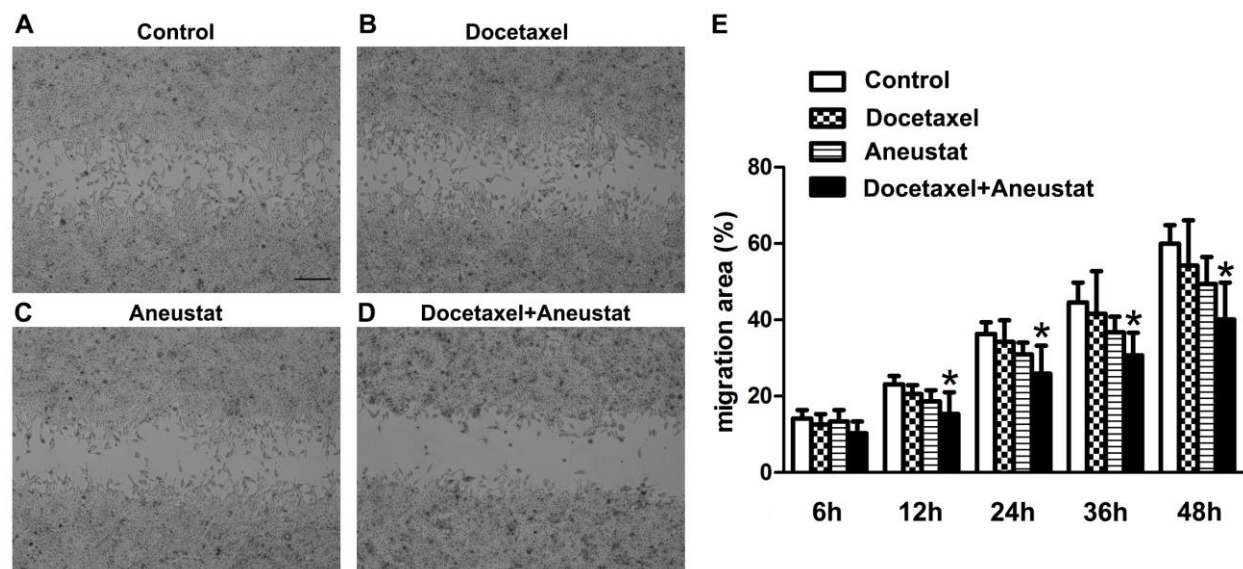 A
Control
B
Docetaxel
C
Aneustat
D
Docetaxel+Aneustat
E
Control
Docetaxel
Aneustat
Docetaxel+Aneustat
migration area (%)
80
60
40
20
0
*
*
*
*
6h
12h
24h
36h
48h